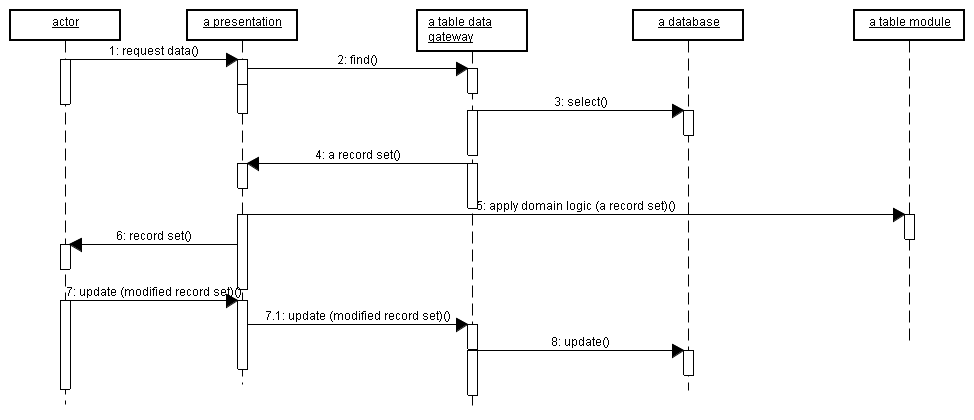 actor
a presentation
a table data
gateway
a database
a table module
1: request data()
2: find()
3: select()
4: a record set()
5: apply domain logic (a record set)()
6: record set()
7: update (modified record set)()
7.1: update (modified record set)()
8: update()